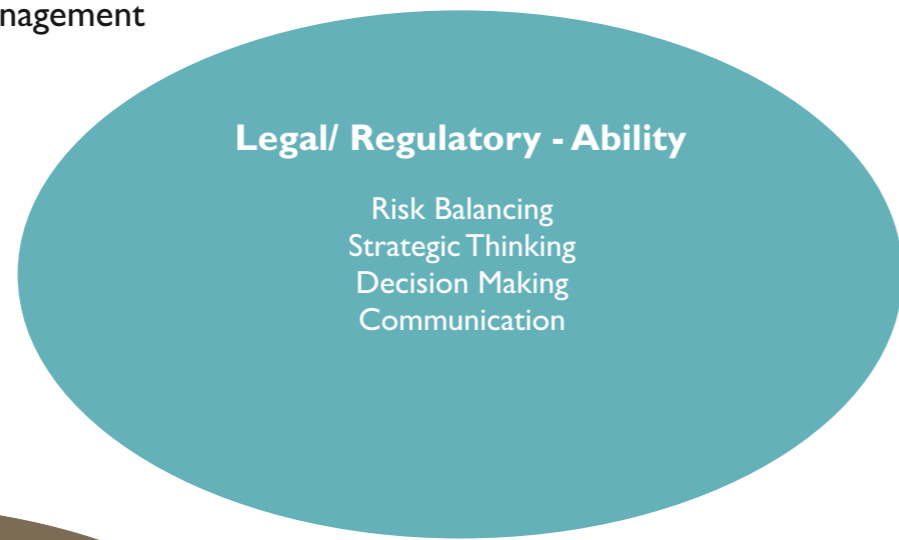 nagement
Legal/ Regulatory - Ability
Risk Balancing
Strategic Thinking
Decision Making
Communication